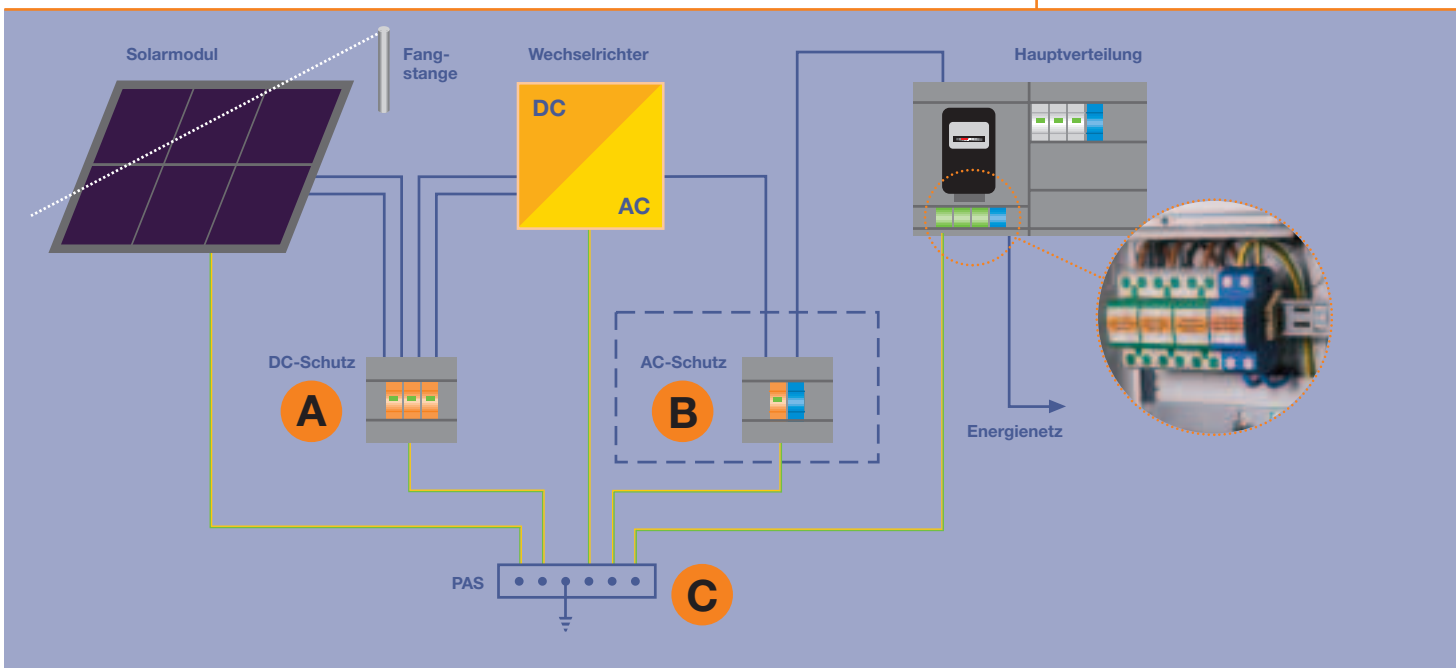 Solarmodul
Fang-
stange
Wechselrichter
Hauptverteilung
DC
AC
DC-Schutz
A
AC-Schutz
B
Energienetz
PAS
C